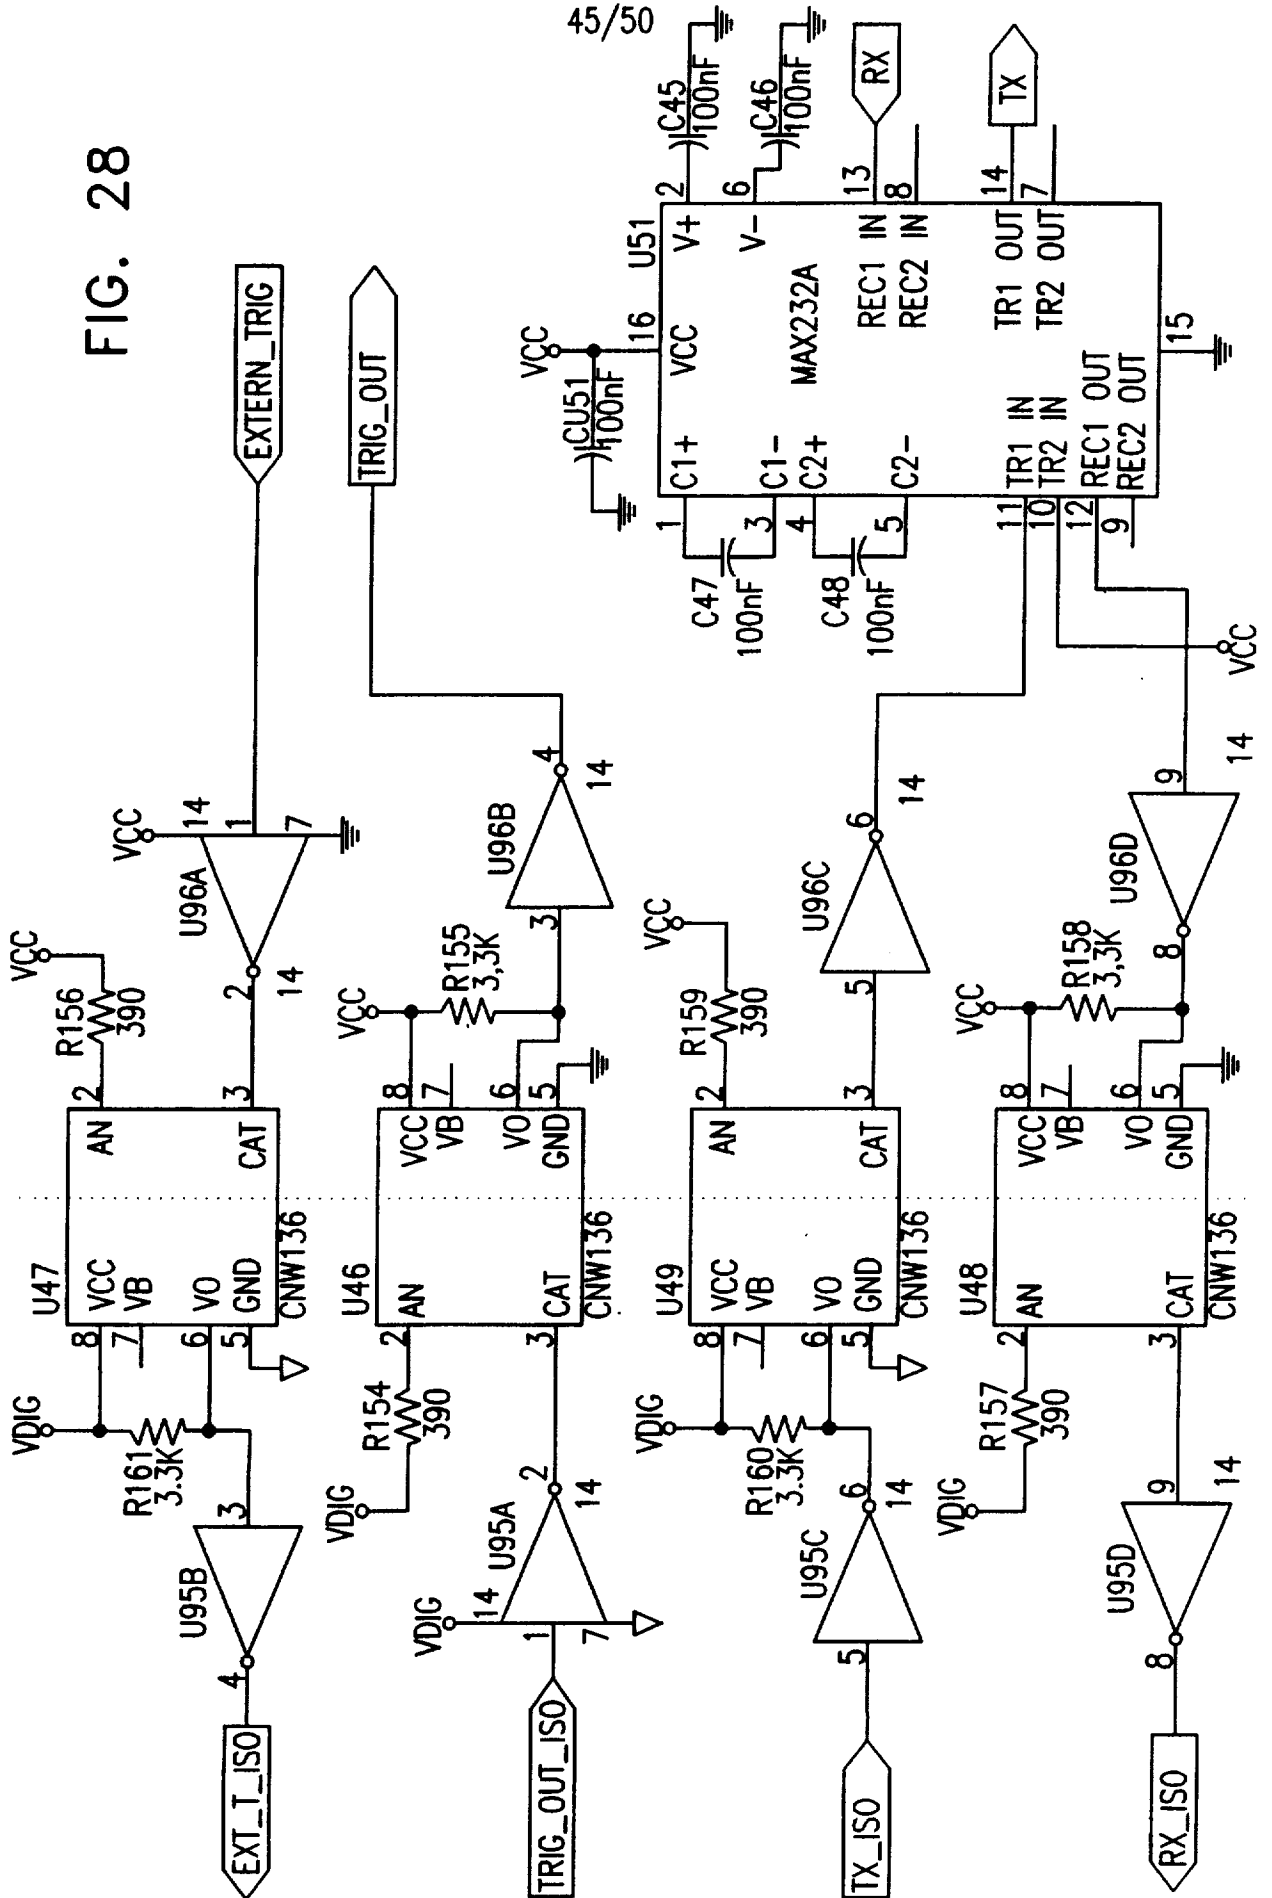 45/50
FIG. 28
EXTERN_TRIG
VCC
14
1
7
U96A
2
14
VCC
R156
390
2
3
AN
CAT
U47
VCC
VB
VO
GND
CNW136
8
7
6
5
VDIG
R161
3.3K
3
U95B
4
EXT_T_ISO
TRIG_OUT
4
14
U96B
3
VCC
R155
3,3K
8
7
6
5
VCC
VB
VO
GND
U46
AN
CAT
CNW136
2
3
R154
390
VDIG
2
14
U95A
VDIG
14
1
7
TRIG_OUT_ISO
VCC
CU51
100nF
16
VCC
U51
MAX232A
V+
V-
2
6
C45
100nF
C46
100nF
REC1 IN
REC2 IN
13
8
RX
TR1 OUT
TR2 OUT
14
7
TX
15
C1+
C1-
C2+
C2-
1
3
4
5
C47
100nF
C48
100nF
TR1 IN
TR2 IN
REC1 OUT
REC2 OUT
11
10
12
9
VCC
6
14
U96C
5
VCC
R159
390
2
3
AN
CAT
U49
VCC
VB
VO
GND
CNW136
8
7
6
5
VDIG
R160
3.3K
6
14
U95C
5
TX_ISO
9
14
U96D
8
VCC
R158
3,3K
8
7
6
5
VCC
VB
VO
GND
U48
AN
CAT
CNW136
2
3
R157
390
VDIG
9
14
U95D
8
RX_ISO